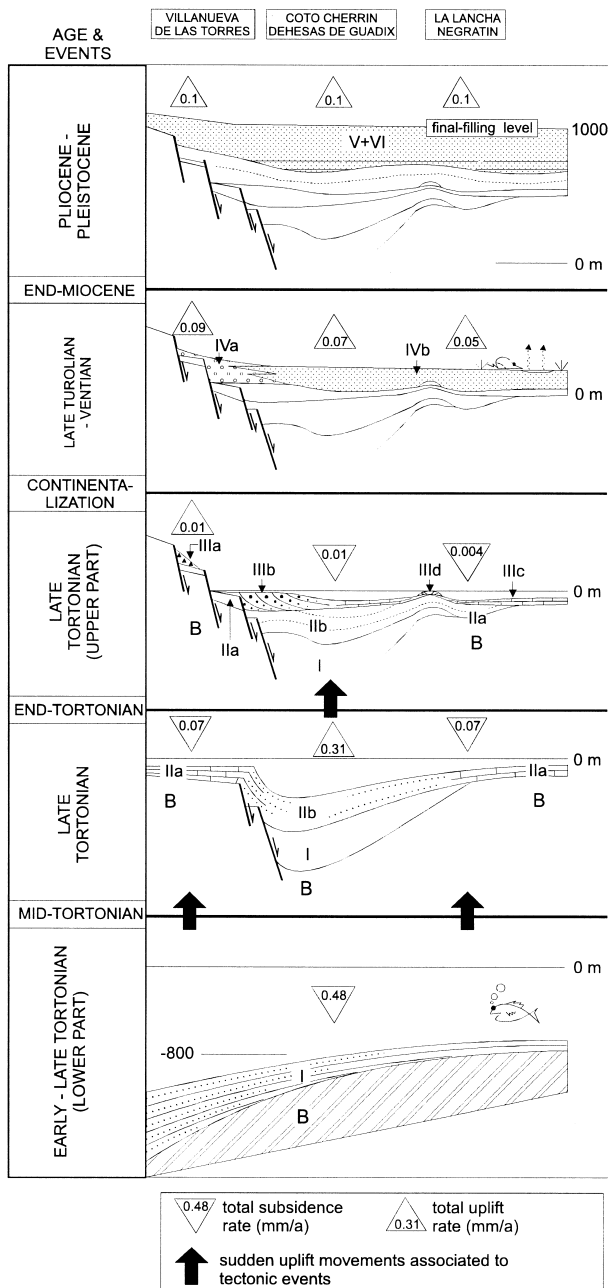 VILLANUEVA
DE LAS TORRES
COTO CHERRIN
DEHESAS DE GUADIX
LA LANCHA
NEGRATIN
AGE &
EVENTS
PLIOCENE -
PLEISTOCENE
0.1
0.1
0.1
final-filling level
1000
V+VI
0 m
END-MIOCENE
LATE TUROLIAN
- VENTIAN
0.09
0.07
0.05
IVa
IVb
0 m
CONTINENTA-
LIZATION
LATE
TORTONIAN
(UPPER PART)
0.01
0.01
0.004
IIIa
IIIb
IIId
IIIc
0 m
B
IIa
IIb
IIa
B
I
END-TORTONIAN
LATE
TORTONIAN
0.07
0.31
0.07
0 m
IIa
IIa
B
IIb
B
I
B
MID-TORTONIAN
EARLY - LATE TORTONIAN
(LOWER PART)
0 m
0.48
-800
I
B
0.48
total subsidence
rate (mm/a)
0.31
total uplift
rate (mm/a)
sudden uplift movements associated to
tectonic events